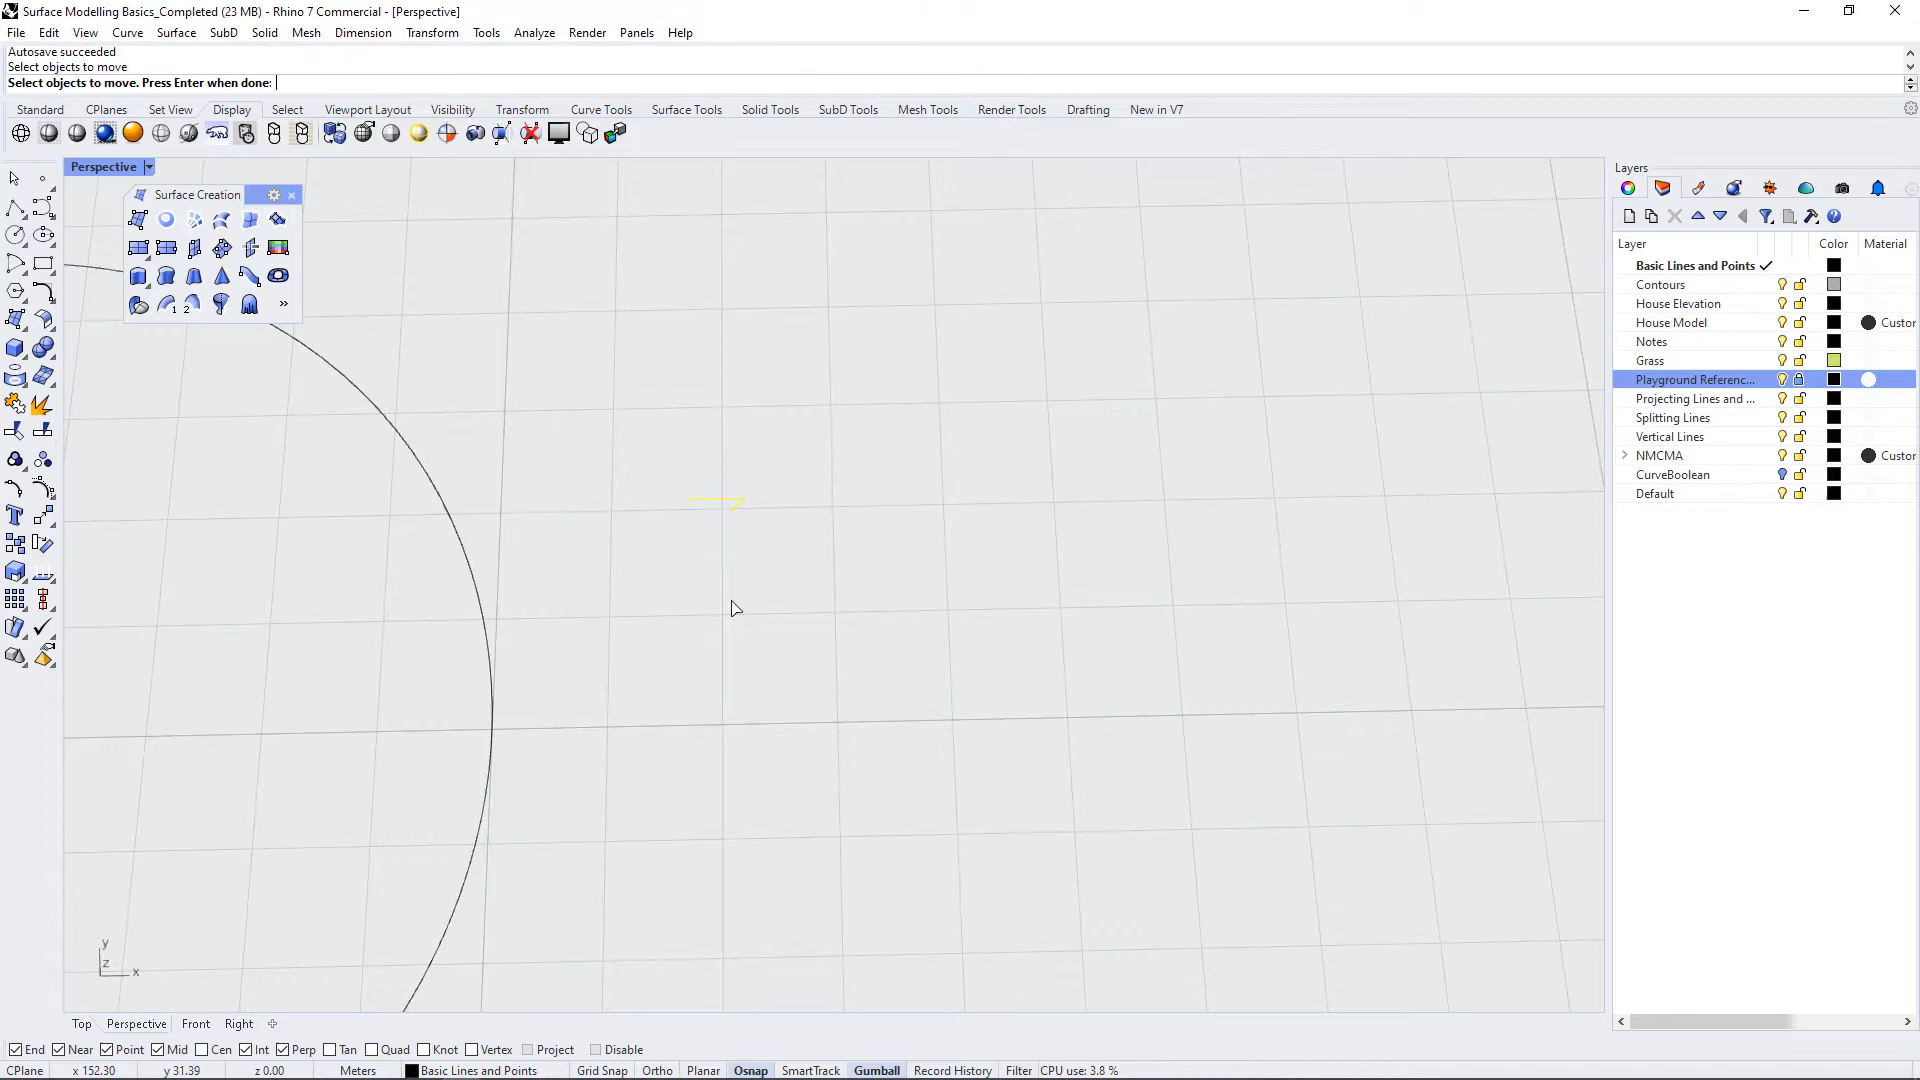 Surface Modelling Basics_Completed (23 MB) - Rhino 7 Commercial - [Perspective]
File Edit View Curve Surface SubD Solid Mesh Dimension Transform Tools Analyze Render Panels Help
Autosave succeeded
Select objects to move
Select objects to move. Press Enter when done:
Standard CPlanes Set View Display Select Viewport Layout Visibility Transform Curve Tools Surface Tools Solid Tools SubD Tools Mesh Tools Render Tools Drafting New in V7
Perspective
Surface Creation
1 2 »
Layers
Layer Color Material
Basic Lines and Points
Contours
House Elevation
House Model Custor
Notes
Grass
Playground Referenc...
Projecting Lines and ...
Splitting Lines
Vertical Lines
NMCMA Custor
CurveBoolean
Default
y
z x
Top Perspective Front Right
End Near Point Mid Cen Int Perp Tan Quad Knot Vertex Project Disable
CPlane x 152.30 y 31.39 z 0.00 Meters Basic Lines and Points Grid Snap Ortho Planar Osnap SmartTrack Gumball Record History Filter CPU use: 3.8 %